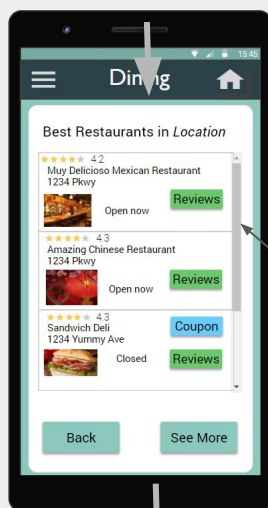 15:45
Dining
Best Restaurants in Location
4.2
Muy Delicioso Mexican Restaurant
1234 Pkwy
Open now
Reviews
4.3
Amazing Chinese Restaurant
1234 Pkwy
Open now
Reviews
4.3
Sandwich Deli
Coupon
1234 Yummy Ave
Closed
Reviews
Back
See More